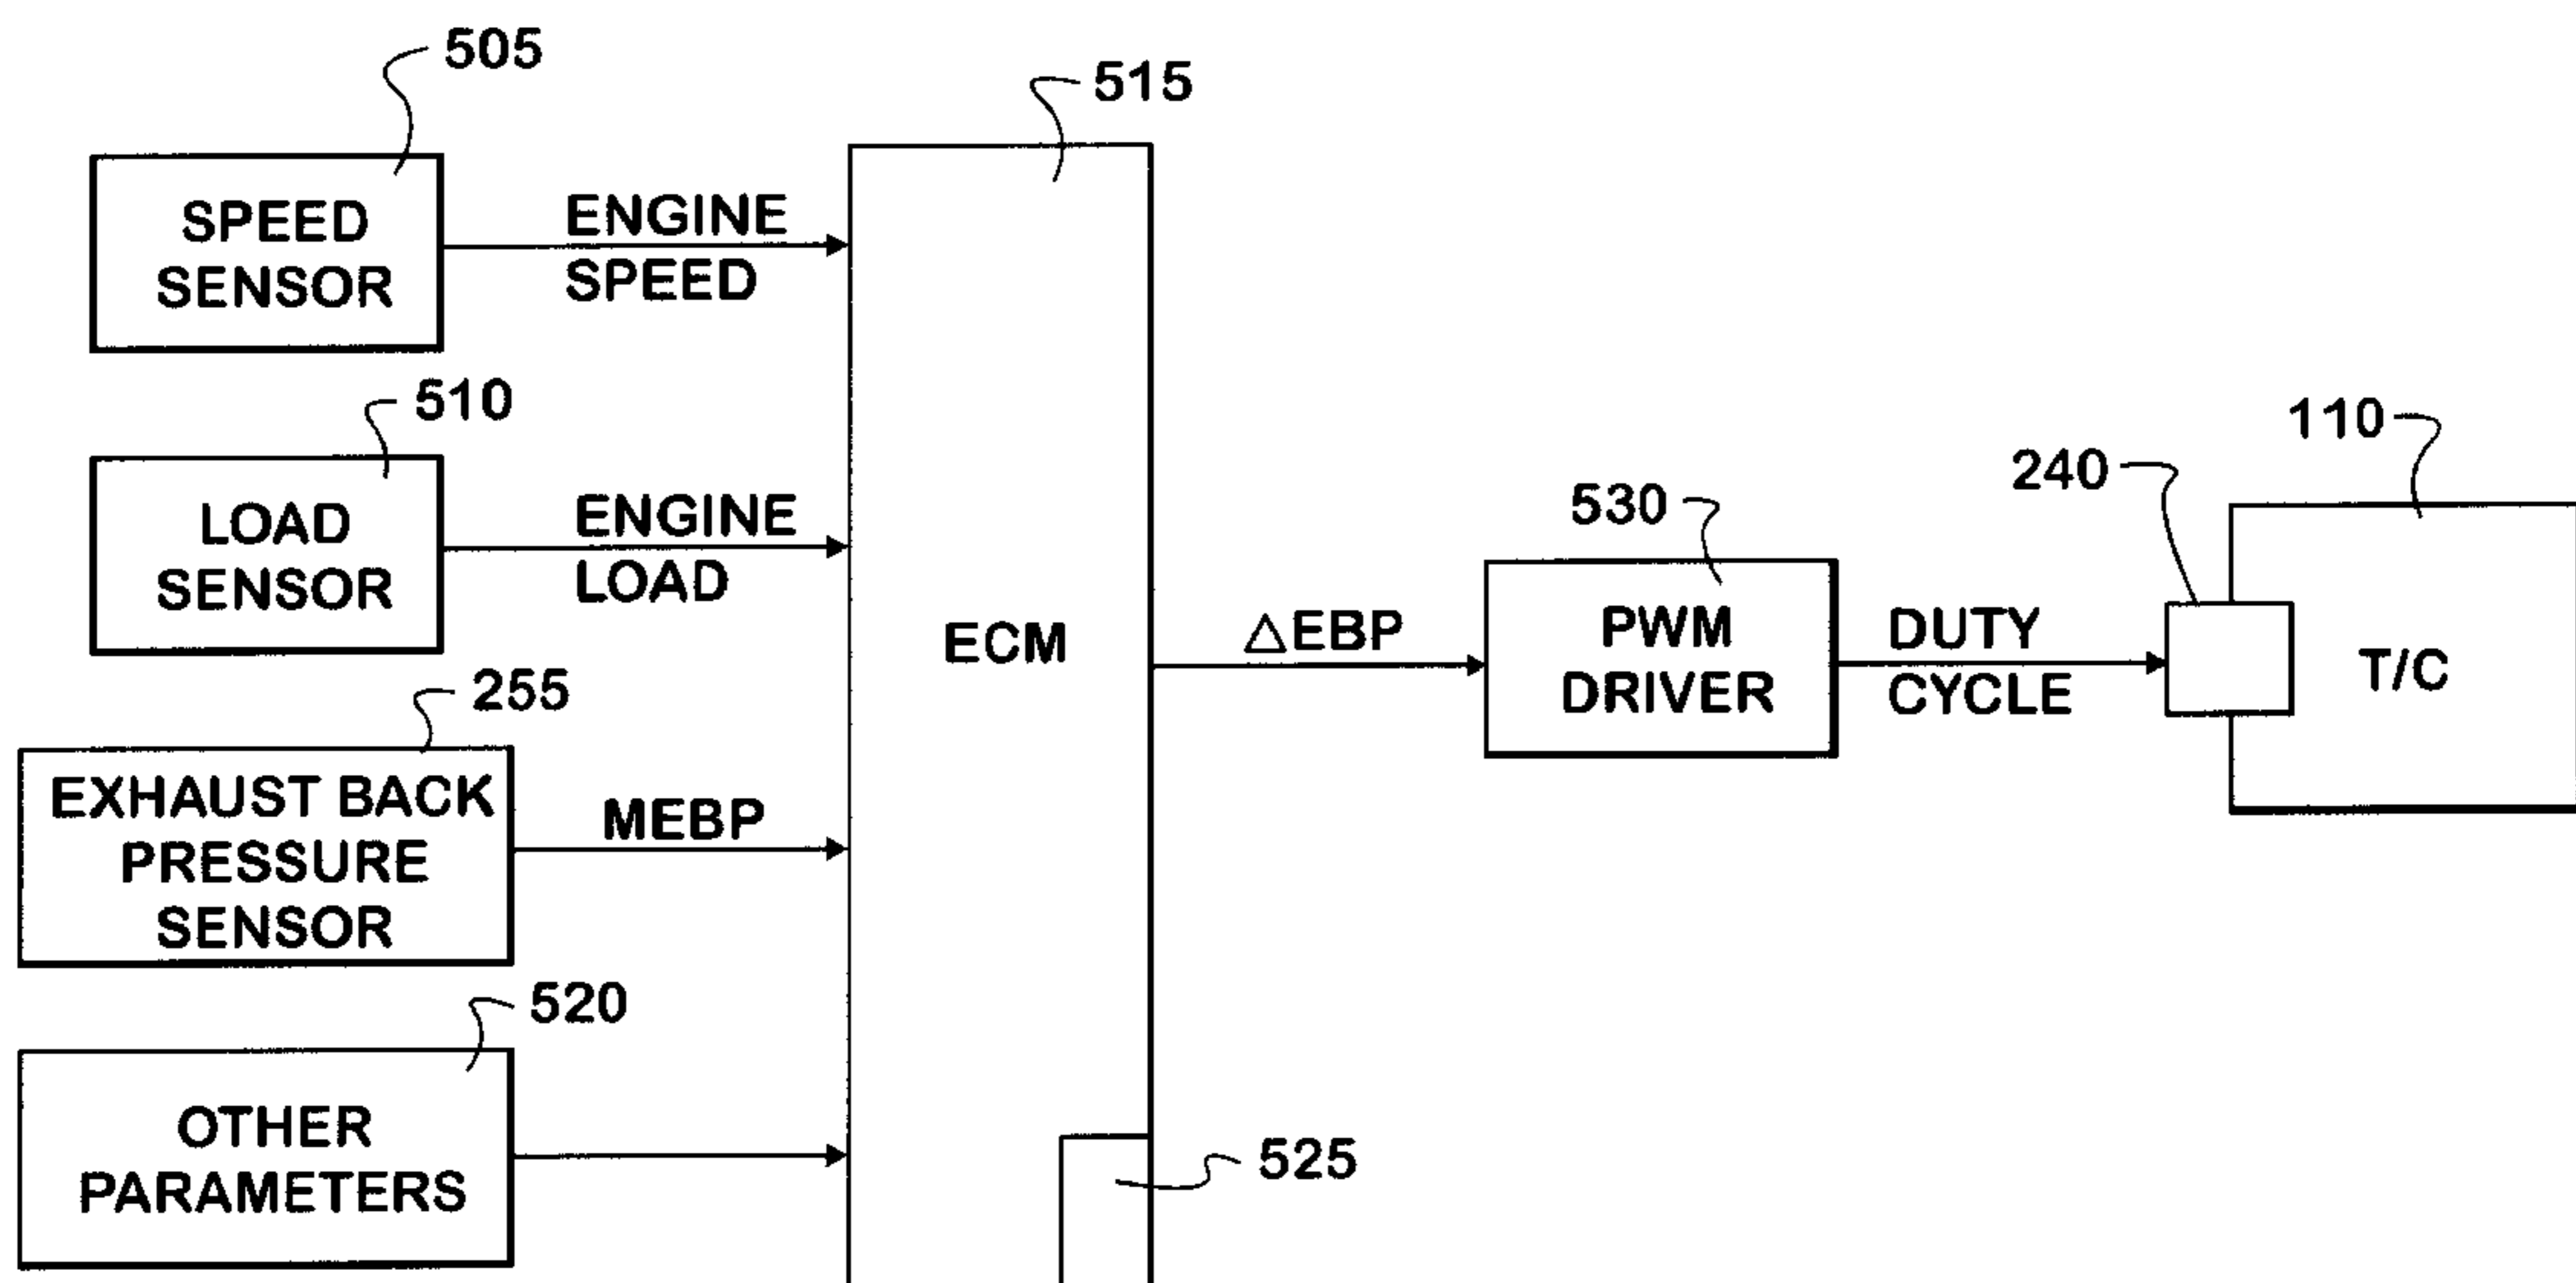 505
515
SPEED
SENSOR
ENGINE
SPEED
510
LOAD
SENSOR
ENGINE
LOAD
110
240
530
ECM
△EBP
PWM
DRIVER
DUTY
CYCLE
T/C
255
EXHAUST BACK
PRESSURE
SENSOR
MEBP
520
OTHER
PARAMETERS
525